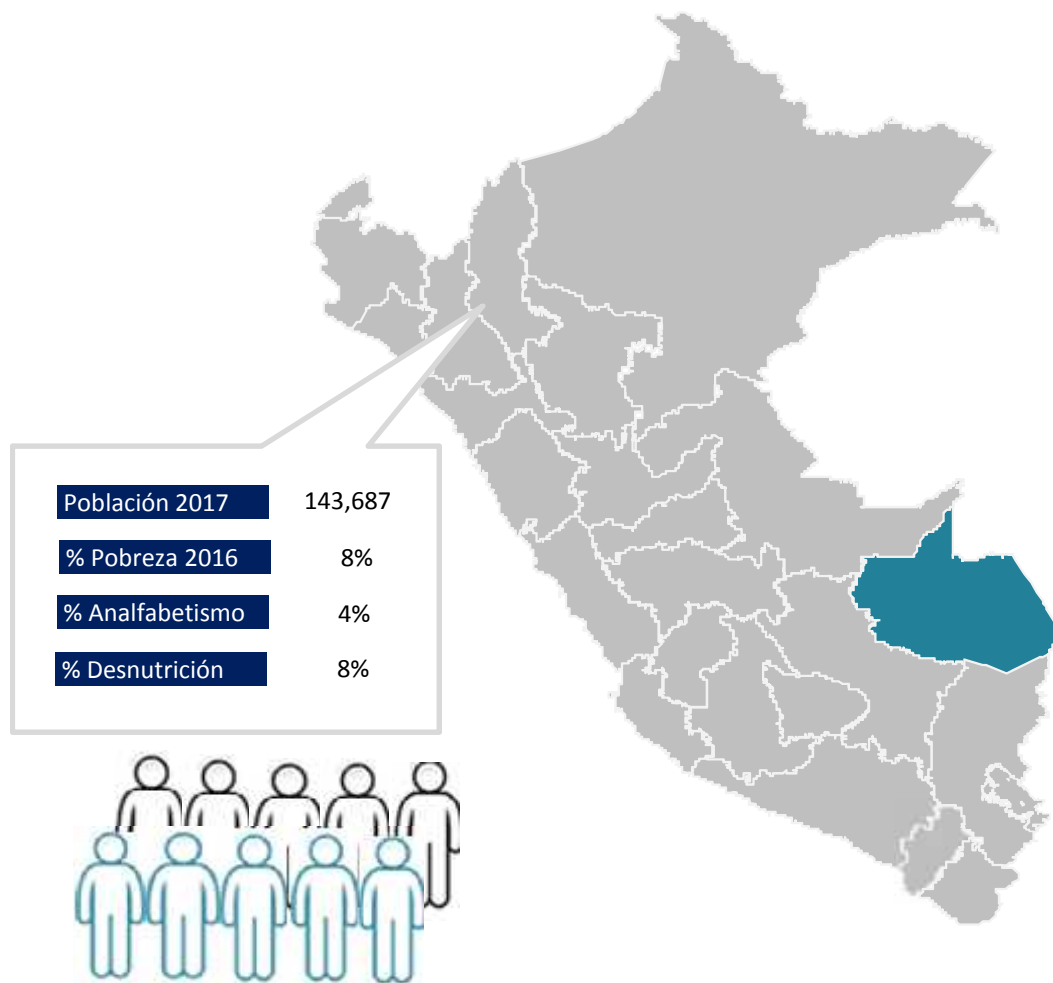 Población 2017 143,687
% Pobreza 2016 8%
% Analfabetismo 4%
% Desnutrición 8%